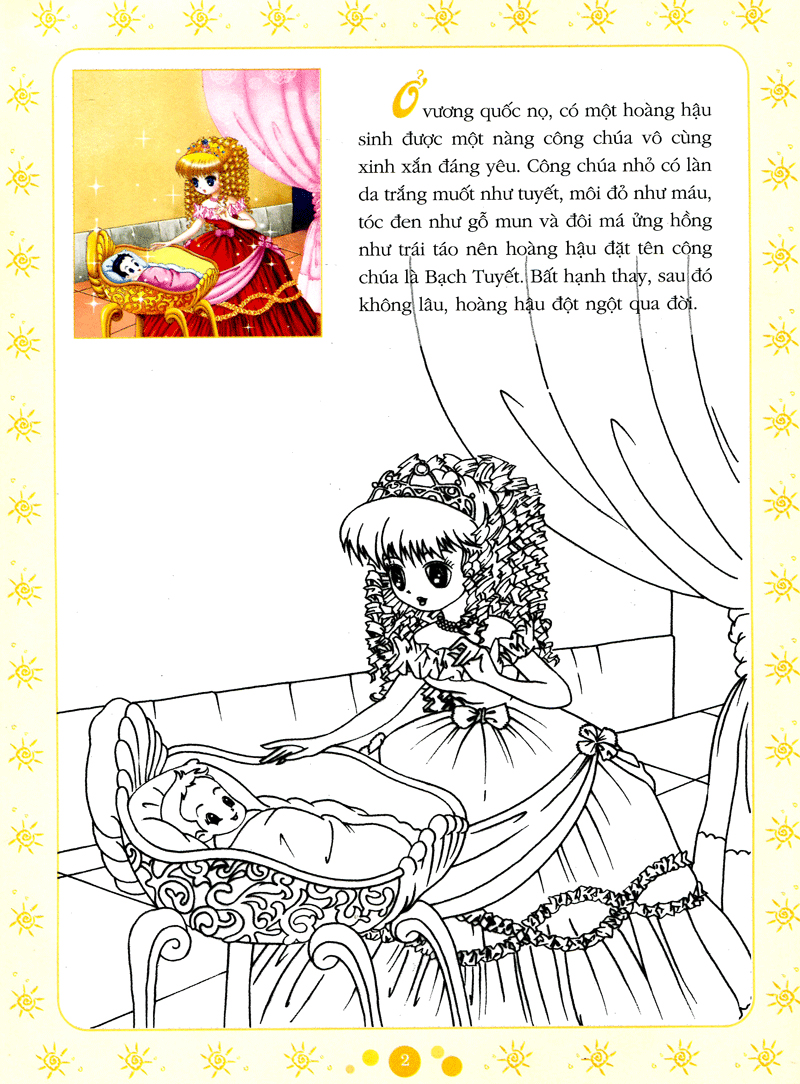 Ở vương quốc nọ, có một hoàng hậu
sinh được một nàng công chúa vô cùng
xinh xắn đáng yêu. Công chúa nhỏ có làn
da trắng muốt như tuyết, môi đỏ như máu,
tóc đen như gỗ mun và đôi má ửng hồng
như trái táo nên hoàng hậu đặt tên công
chúa là Bạch Tuyết. Bất hạnh thay, sau đó
không lâu, hoàng hậu đột ngột qua đời.
2